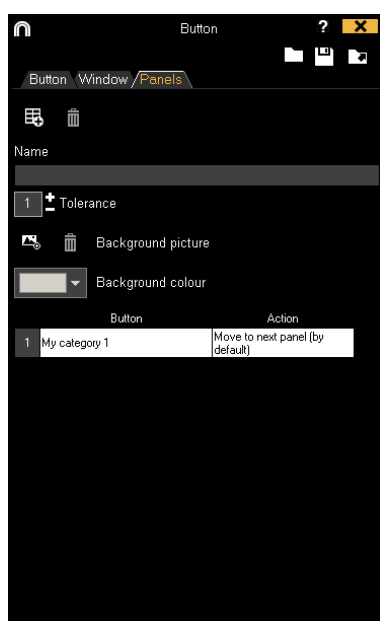 Button ? X
Button Window Panels
Name
1 Tolerance
Background picture
Background colour
Button Action
1 My category 1 Move to next panel (by
default)